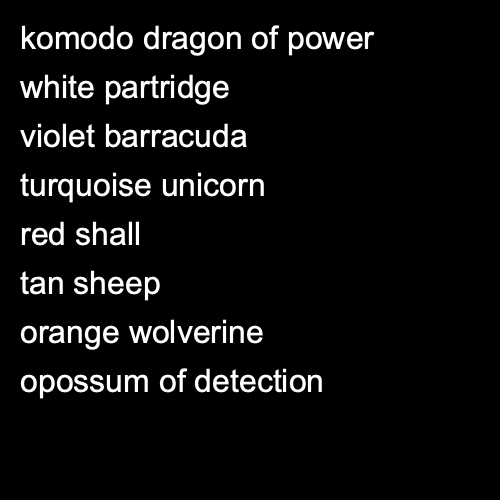 komodo dragon of power
white partridge
violet barracuda
turquoise unicorn
red shall
tan sheep
orange wolverine
opossum of detection